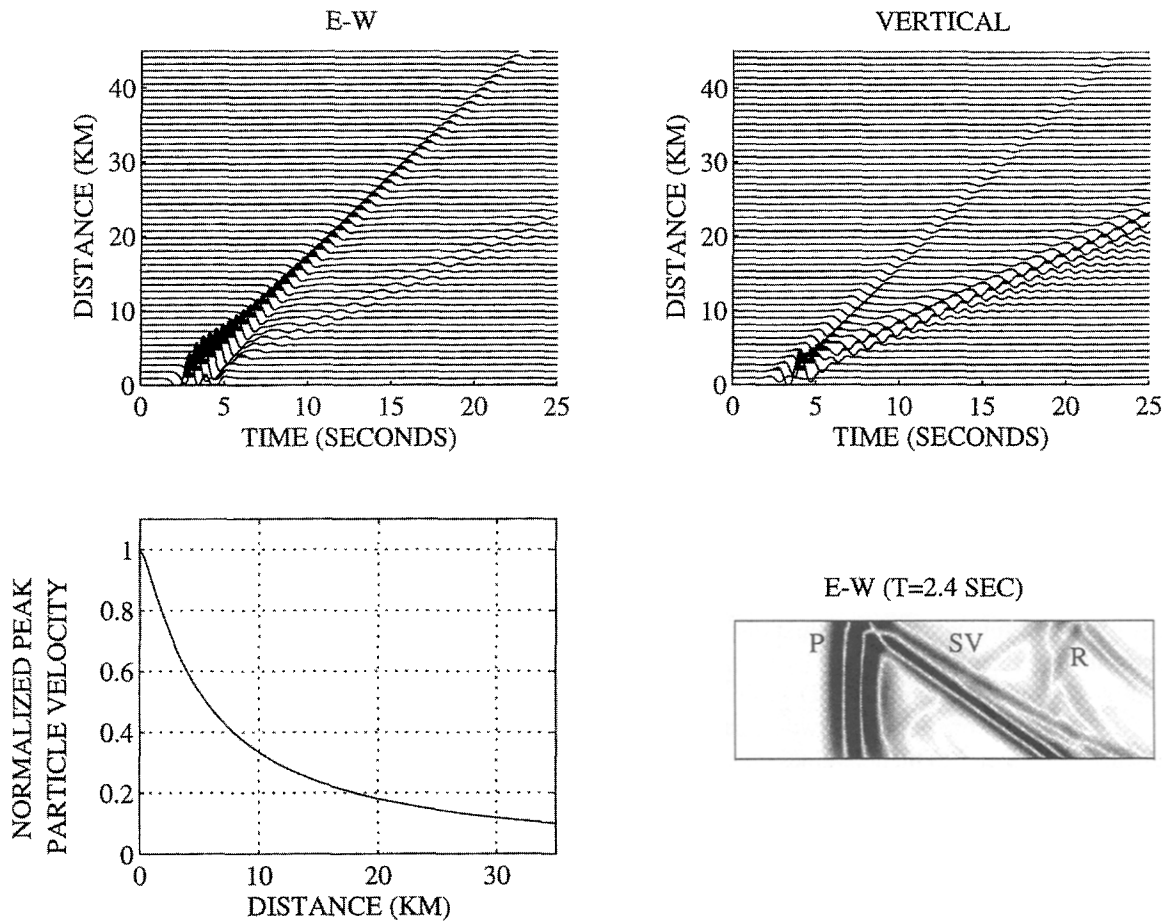 E-W
VERTICAL
DISTANCE (KM)
40
30
20
10
0
0 5 10 15 20 25
TIME (SECONDS)
DISTANCE (KM)
40
30
20
10
0
0 5 10 15 20 25
TIME (SECONDS)
NORMALIZED PEAK
PARTICLE VELOCITY
1
0.8
0.6
0.4
0.2
0
0 10 20 30
DISTANCE (KM)
E-W (T=2.4 SEC)
P SV R